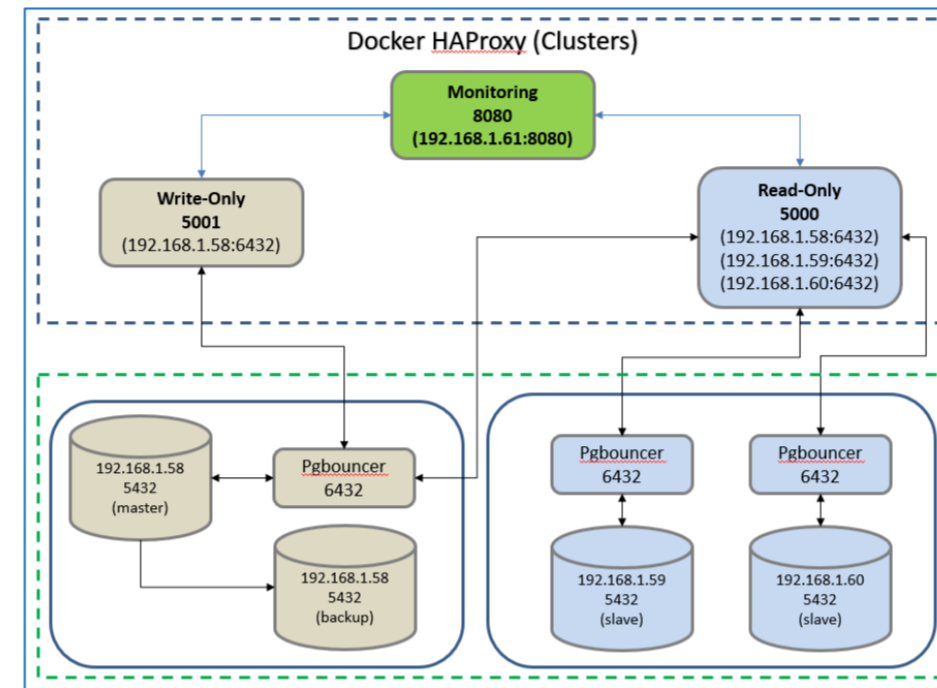 Docker HAProxy (Clusters)
Monitoring
8080
(192.168.1.61:8080)
Write-Only
5001
(192.168.1.58:6432)
Read-Only
5000
(192.168.1.58:6432)
(192.168.1.59:6432)
(192.168.1.60:6432)
192.168.1.58
5432
(master)
Pgbouncer
6432
192.168.1.58
5432
(backup)
Pgbouncer
6432
Pgbouncer
6432
192.168.1.59
5432
(slave)
192.168.1.60
5432
(slave)